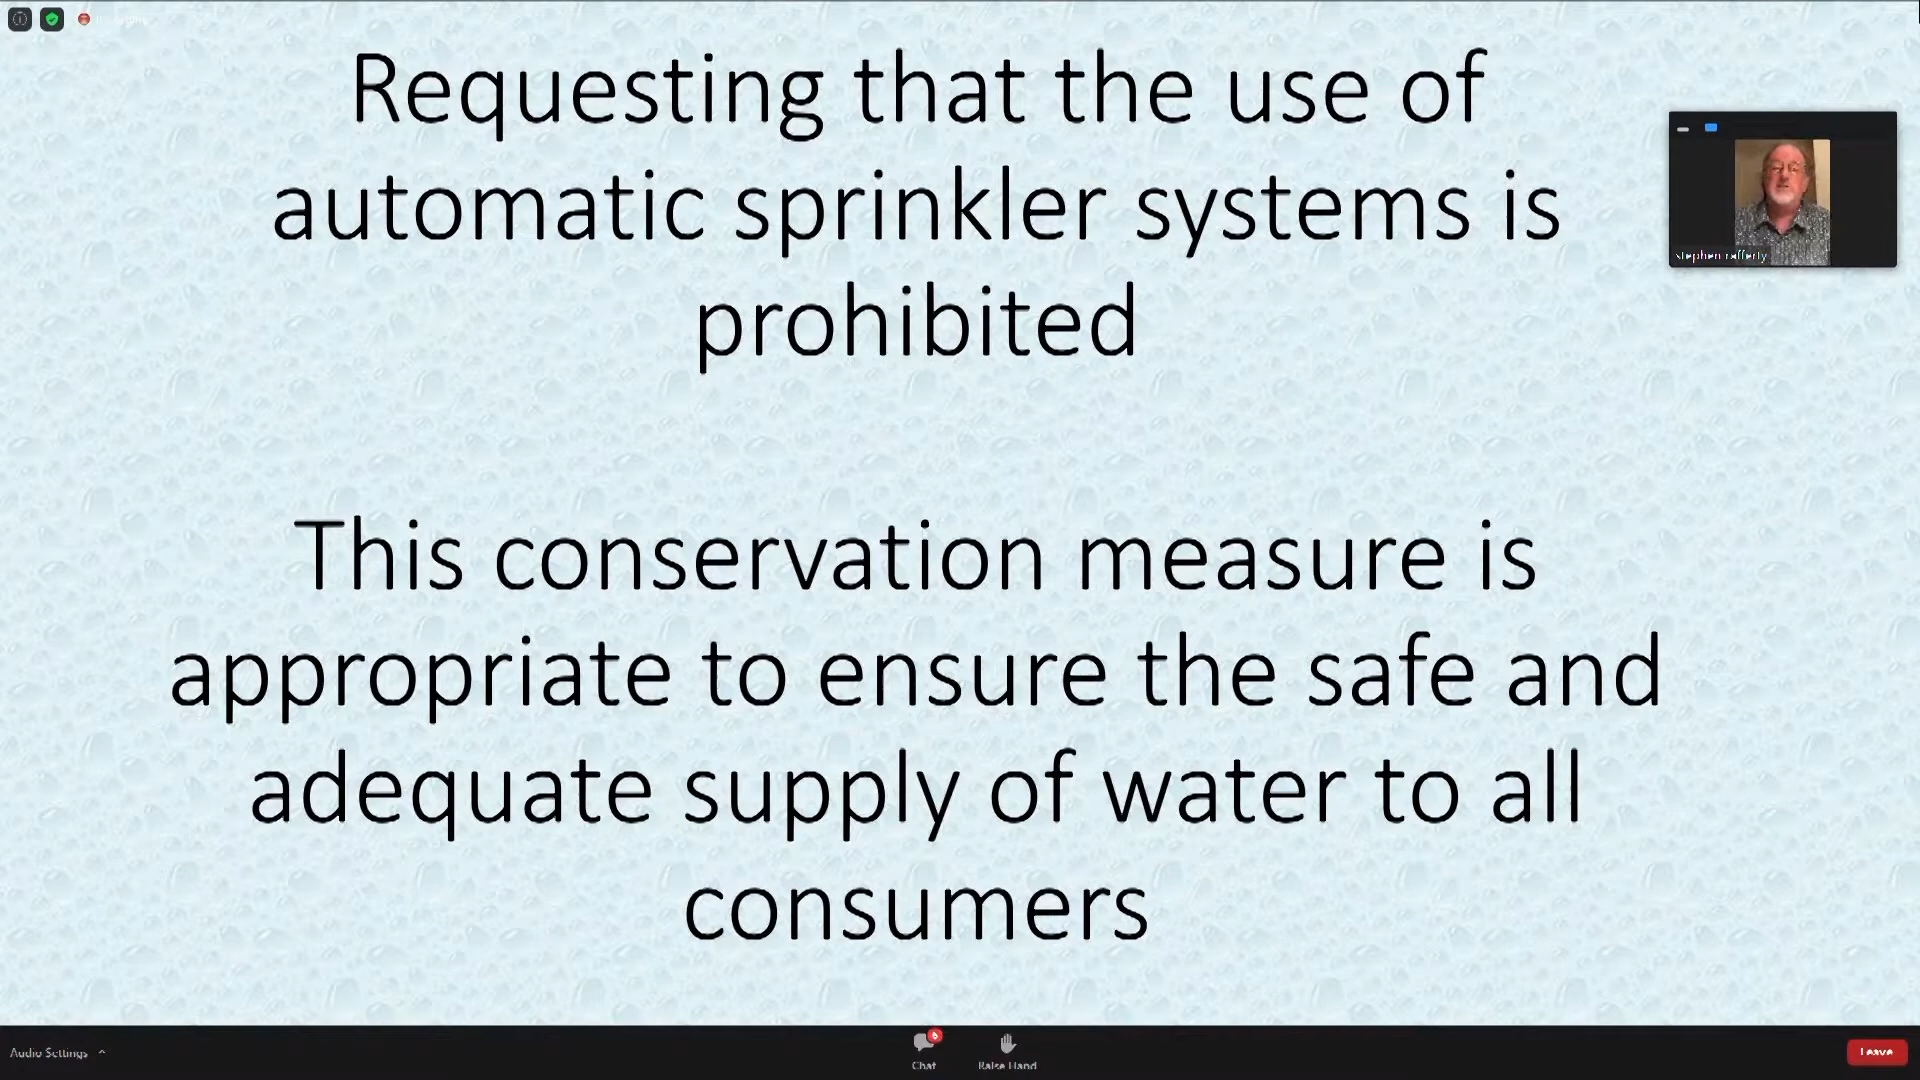 Requesting that the use of
automatic sprinkler systems is
prohibited
This conservation measure is
appropriate to ensure the safe and
adequate supply of water to all
consumers
stephen rafferty
Audio Settings
Chat
Raise Hand
Leave